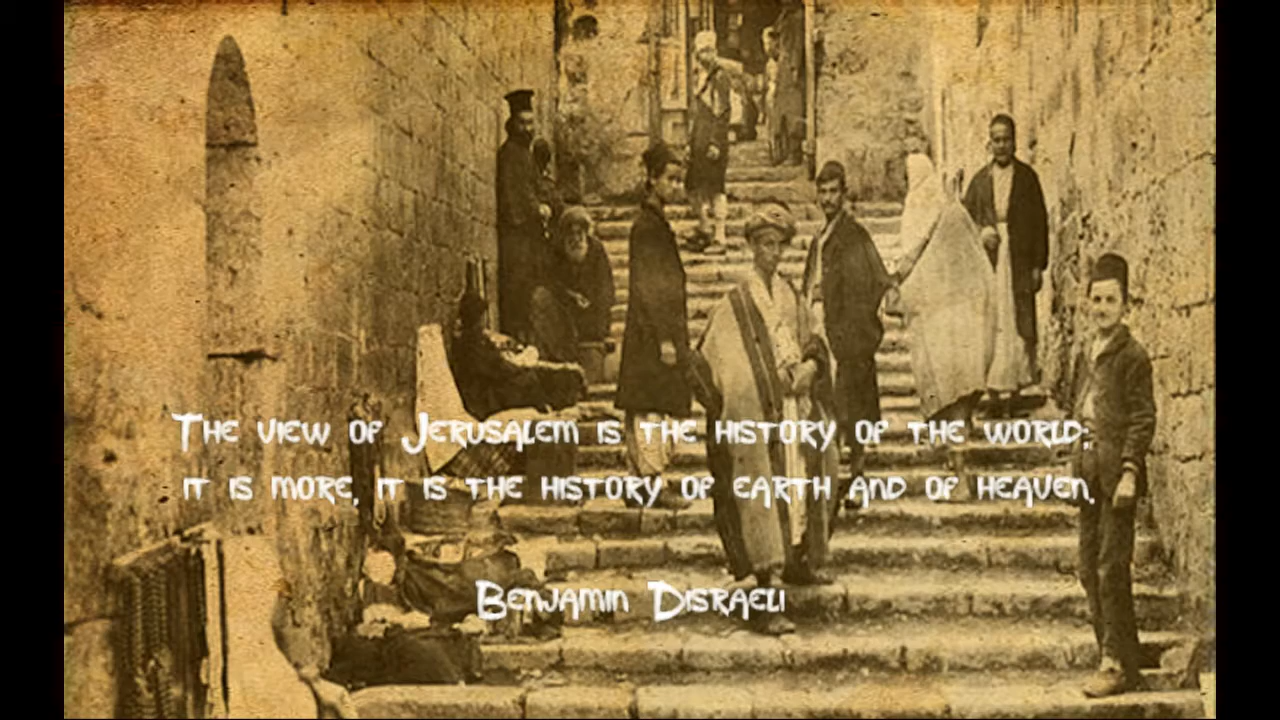 The view of Jerusalem is the history of the world;
it is more, it is the history of earth and of heaven.
Benjamin Disraeli